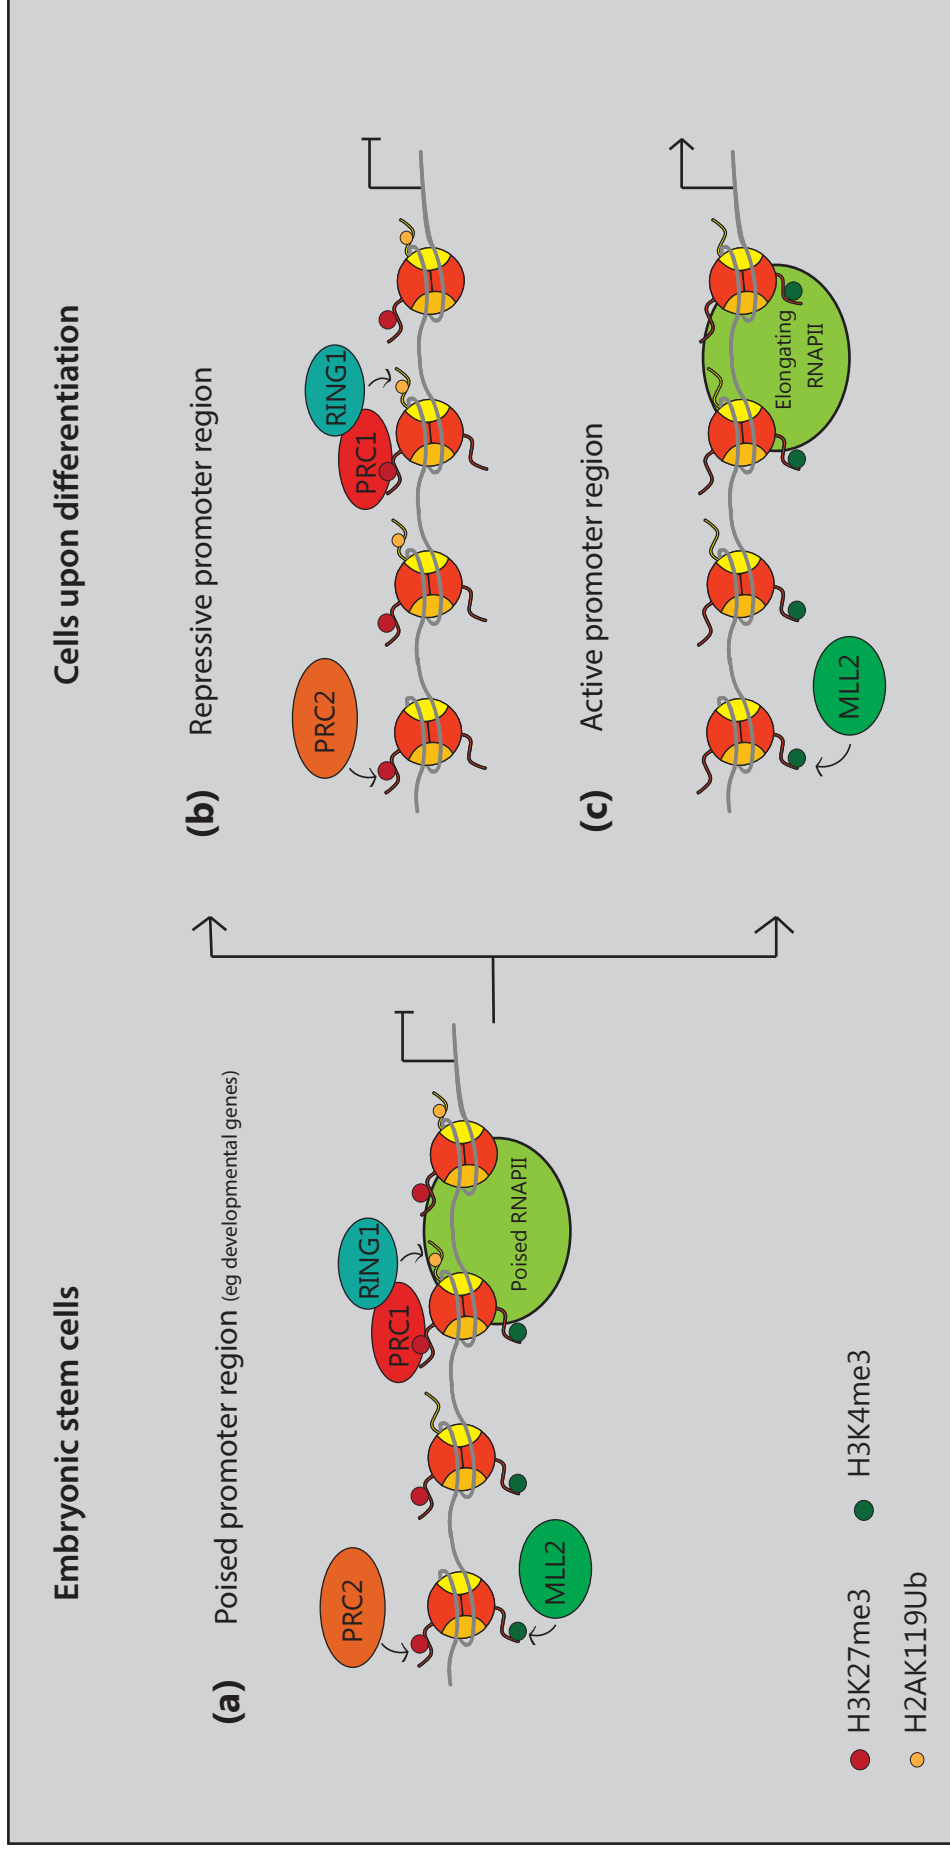 Embryonic stem cells
(a)
Poised promoter region (eg developmental genes)
PRC2
PRC1
RING1
MLL2
Poised RNAPII
H3K27me3
H3K4me3
H2AK119Ub
Cells upon differentiation
(b)
Repressive promoter region
PRC2
PRC1
RING1
(c)
Active promoter region
MLL2
Elongating
RNAPII